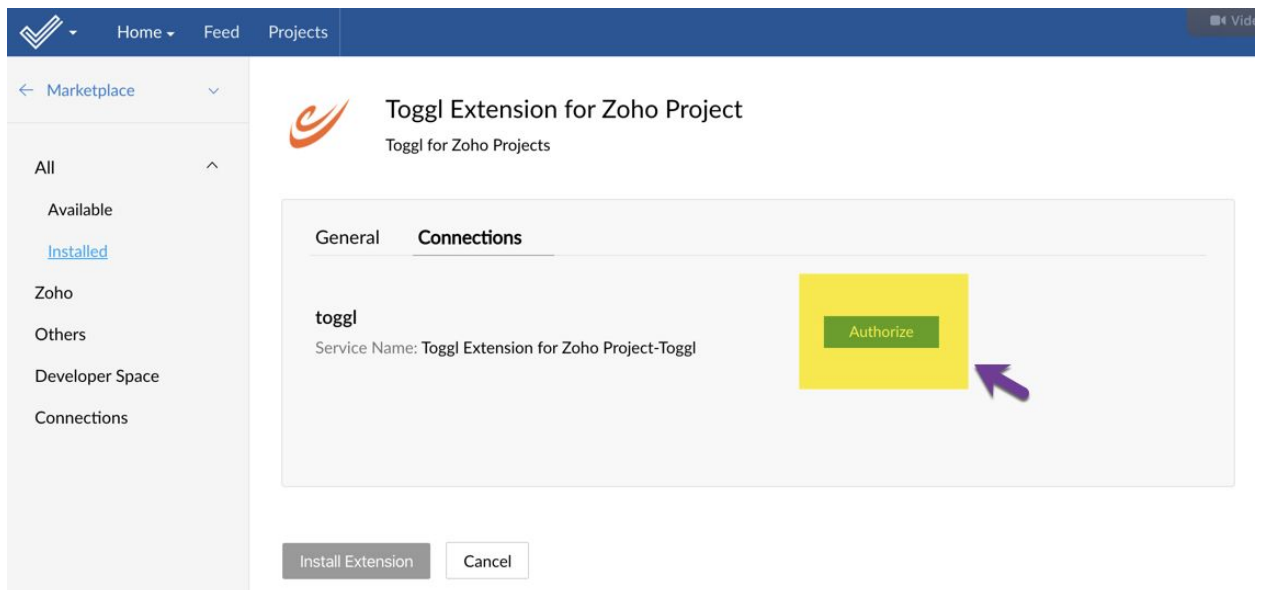 Home Feed Projects
Vide
Marketplace
Toggl Extension for Zoho Project
Toggl for Zoho Projects
All
Available
Installed
Zoho
Others
Developer Space
Connections
General Connections
toggl
Authorize
Service Name: Toggl Extension for Zoho Project-Toggl
Install Extension Cancel